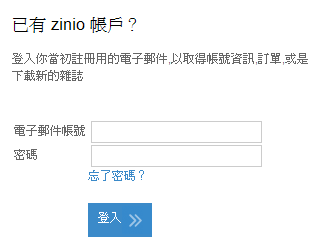 已有 zinio 帳戶？
登入你當初註冊用的電子郵件,以取得帳號資訊,訂單,或是
下載新的雜誌
電子郵件帳號
密碼
忘了密碼？
登入